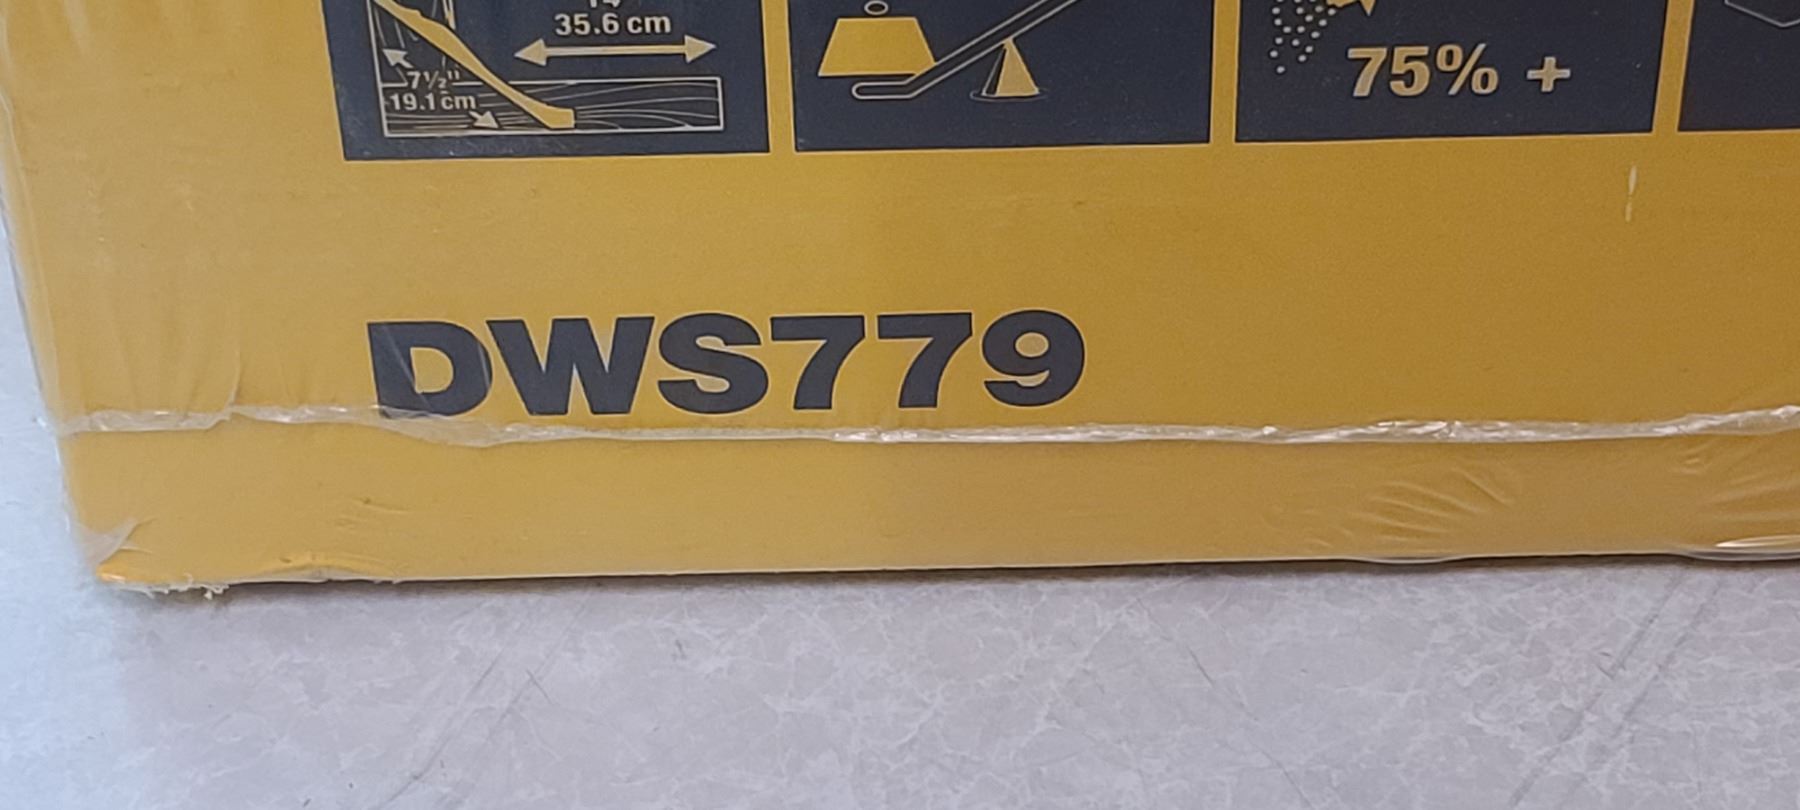 35.6 cm
7½"
19.1 cm
75% +
DWS779